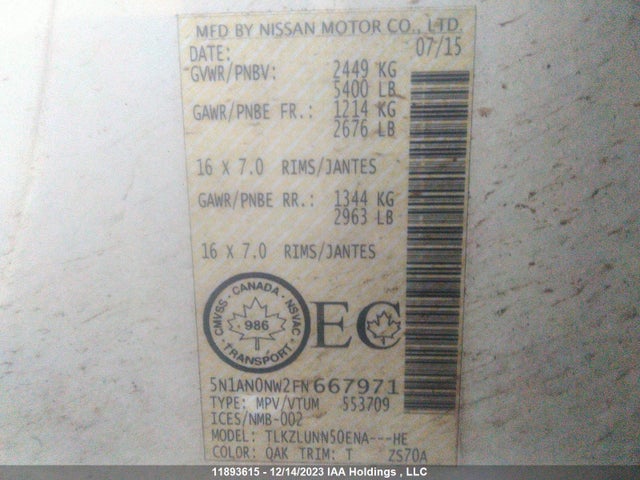 MFD BY NISSAN MOTOR CO., LTD.
DATE: 07/15
GVWR/PNBV: 2449 KG
5400 LB
GAWR/PNBE FR.: 1214 KG
2676 LB
16 X 7.0 RIMS/JANTES
GAWR/PNBE RR.: 1344 KG
2963 LB
16 X 7.0 RIMS/JANTES
CMVSS · CANADA · NSVAC
986
TRANSPORT
EC
5N1AN0NW2FN667971
TYPE: MPV/VTUM 553709
ICES/NMB-002
MODEL: TLKZLUNN50ENA---HE
COLOR: QAK TRIM: T ZS70A
11893615 - 12/14/2023 IAA Holdings , LLC